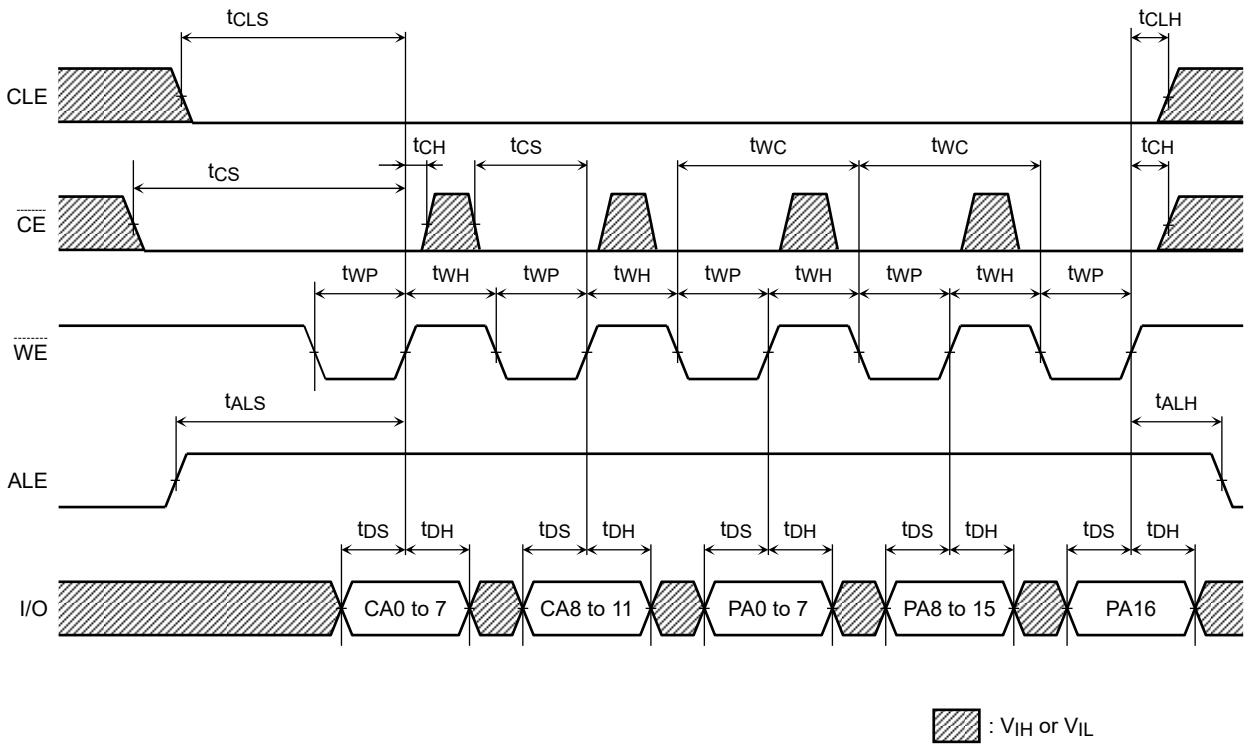 tCLS tCLH
CLE
tCH tCS tWC tWC tCH
tCS
CE
tWP tWH tWP tWH tWP tWH tWP tWH tWP
WE
tALS tALH
ALE
tDS tDH tDS tDH tDS tDH tDS tDH tDS tDH
I/O CA0 to 7 CA8 to 11 PA0 to 7 PA8 to 15 PA16
: VIH or VIL